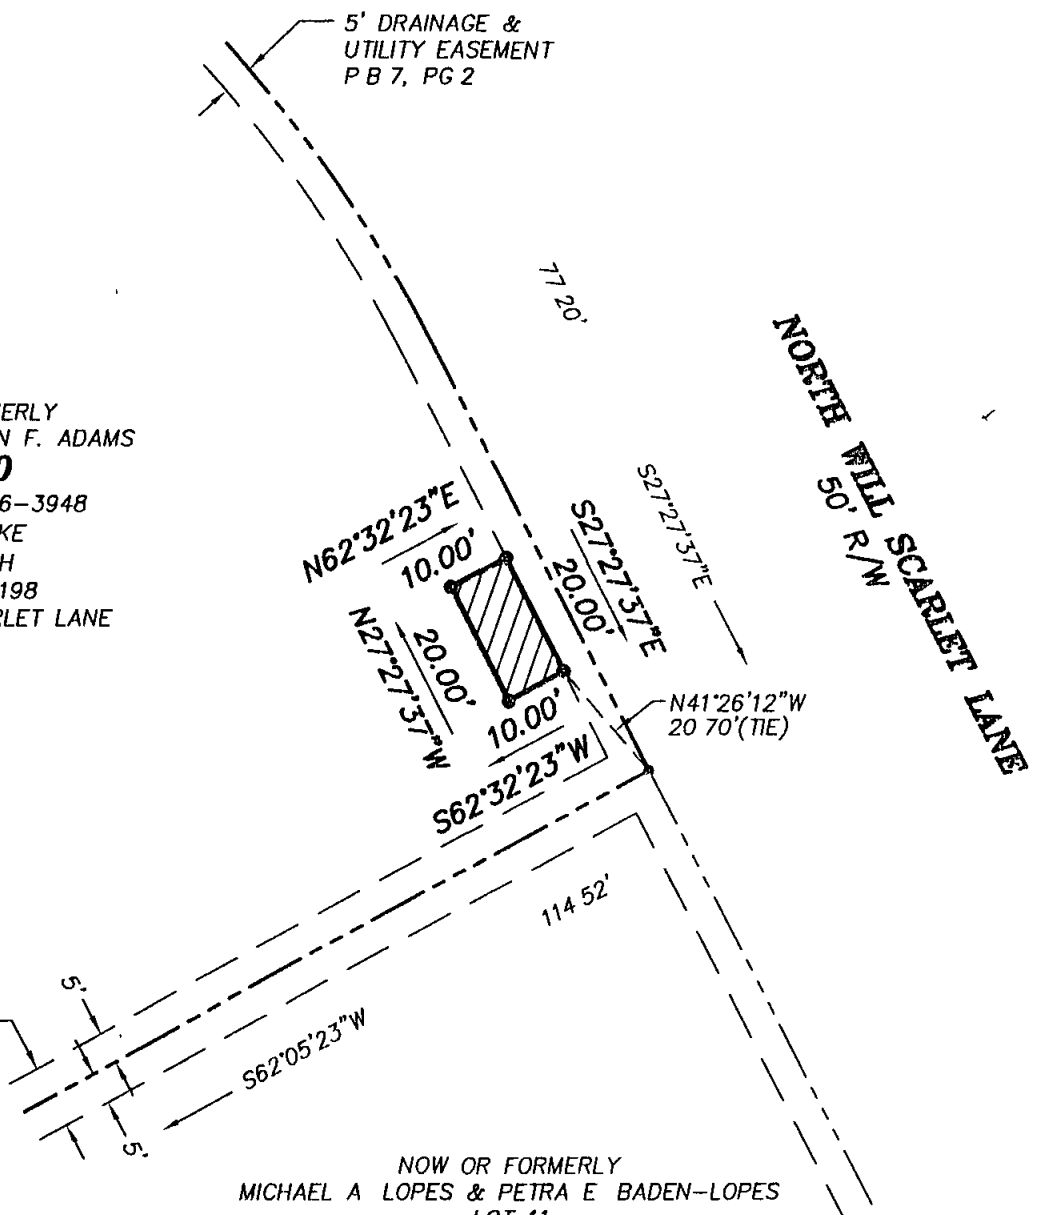 5' DRAINAGE &
UTILITY EASEMENT
P B 7, PG 2
77 20'
NORTH WILL SCARLET LANE
50' R/W
ERLY
N F. ADAMS
6-3948
KE
H
198
RLET LANE
S27°27'37"E
N62°32'23"E
10.00'
S27°27'37"E
20.00'
N27°27'37"W
20.00'
10.00'
S62°32'23"W
N41°26'12"W
20 70'(TIE)
114 52'
5'
S62°05'23"W
5'
NOW OR FORMERLY
MICHAEL A LOPES & PETRA E BADEN-LOPES